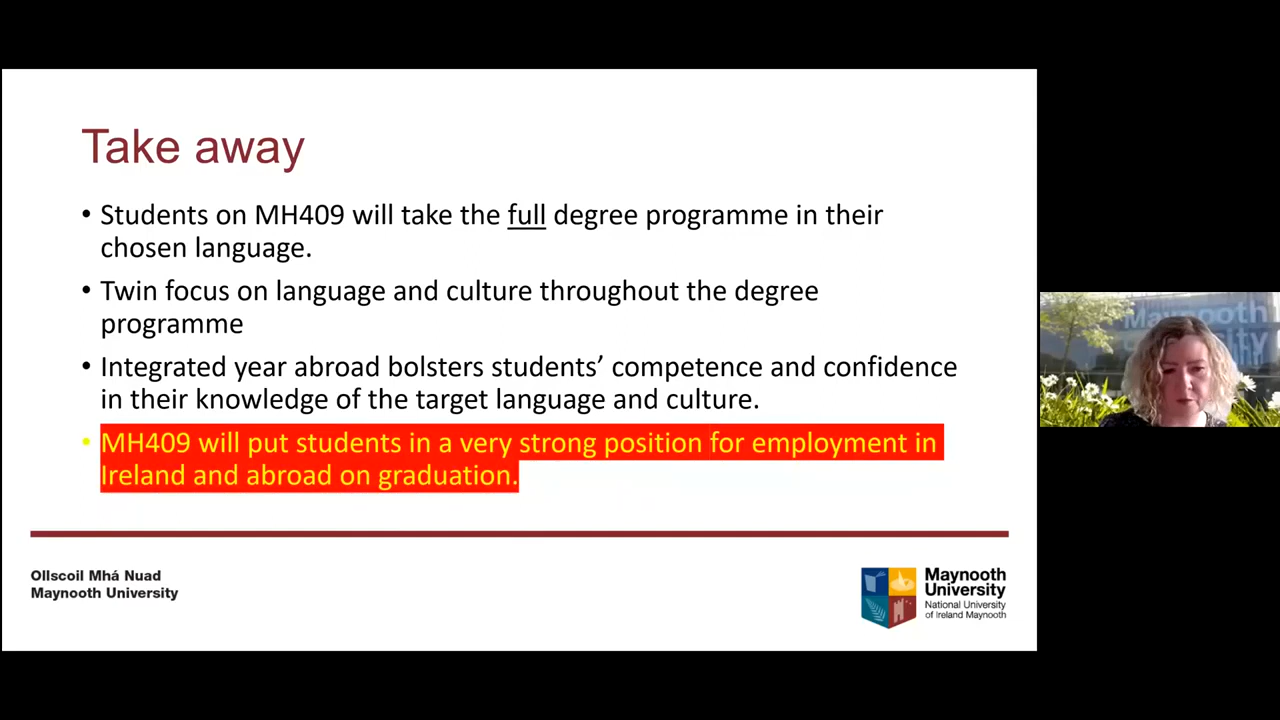 Take away
• Students on MH409 will take the full degree programme in their
chosen language.
• Twin focus on language and culture throughout the degree
programme
• Integrated year abroad bolsters students’ competence and confidence
in their knowledge of the target language and culture.
• MH409 will put students in a very strong position for employment in
Ireland and abroad on graduation.
Ollscoil Mhá Nuad
Maynooth University
Maynooth
University
National University
of Ireland Maynooth
Maynooth
University